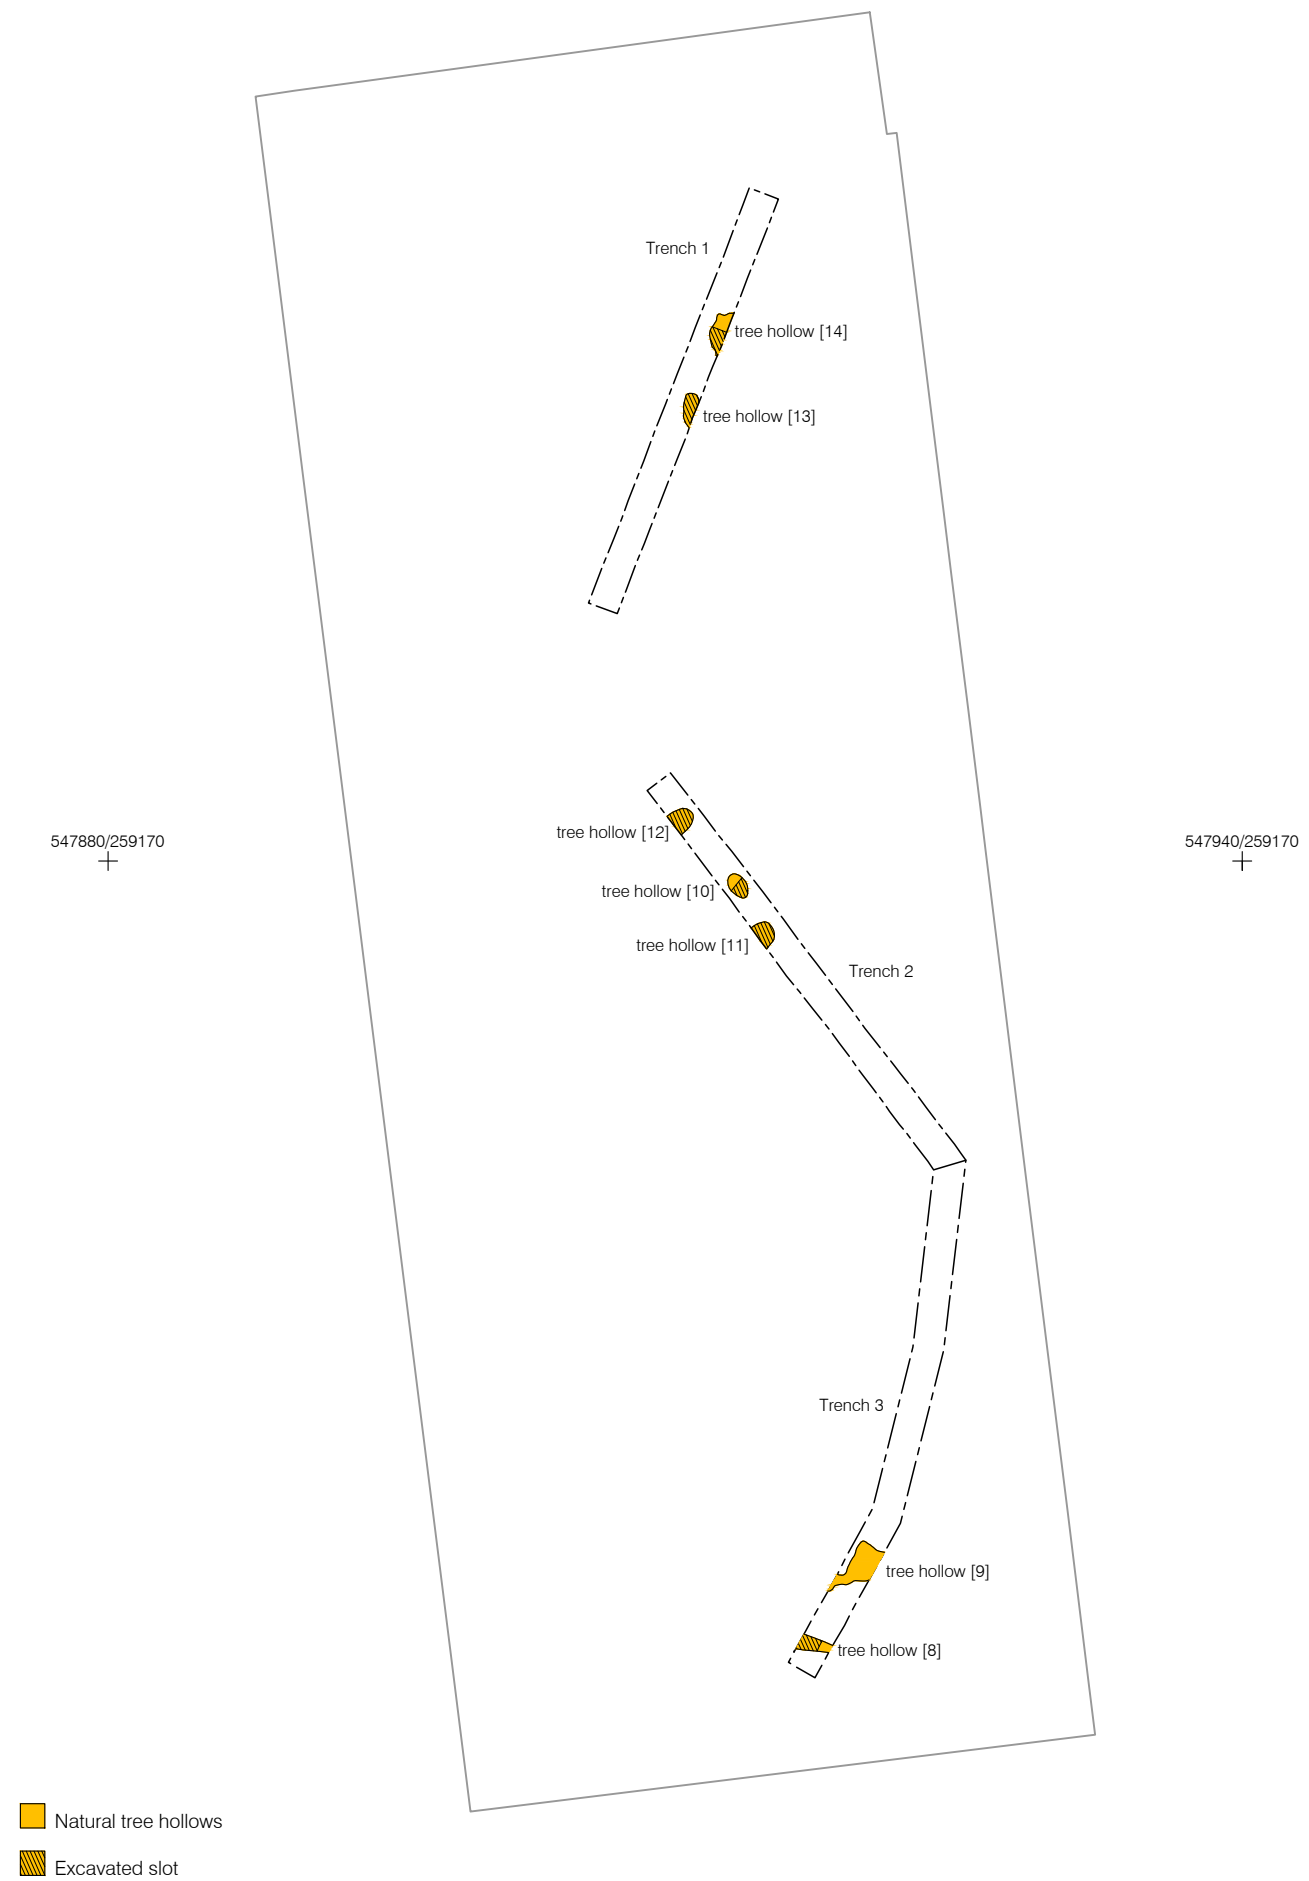 Trench 1
tree hollow [14]
tree hollow [13]
tree hollow [12]
547880/259170
547940/259170
tree hollow [10]
tree hollow [11]
Trench 2
Trench 3
tree hollow [9]
tree hollow [8]
Natural tree hollows
Excavated slot